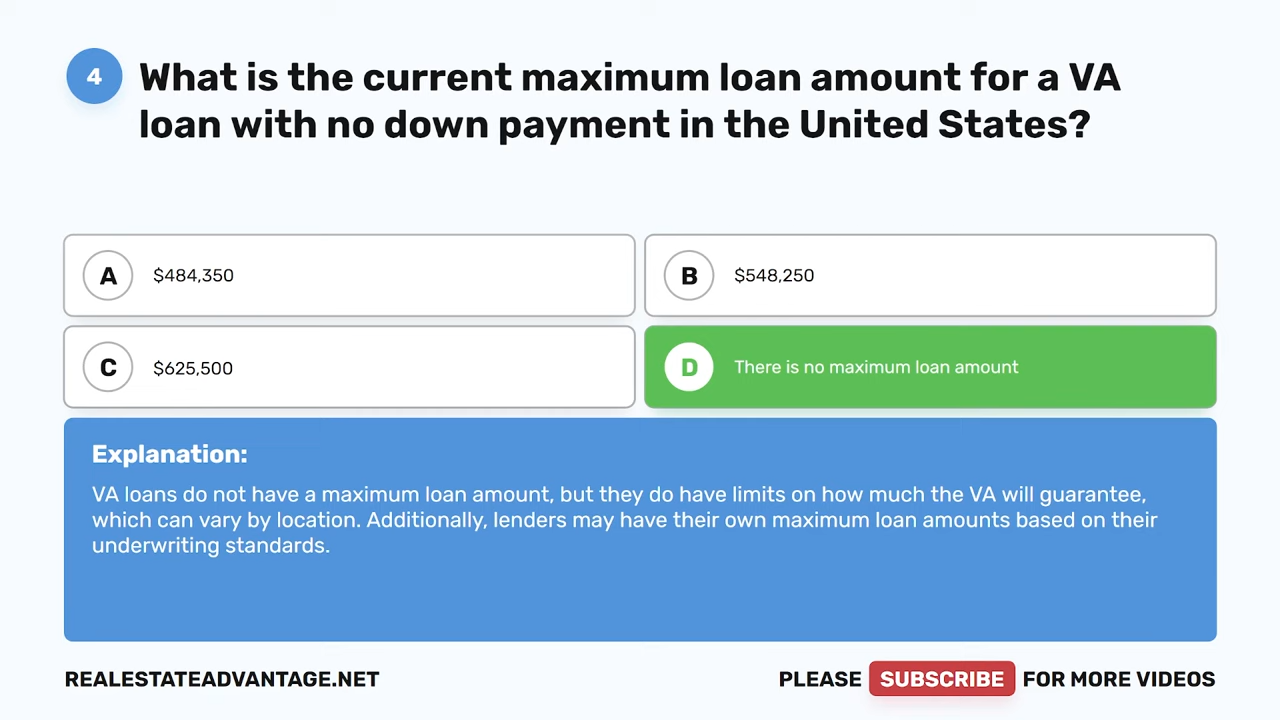 4
What is the current maximum loan amount for a VA
loan with no down payment in the United States?
A
$484,350
B
$548,250
C
$625,500
D
There is no maximum loan amount
Explanation:
VA loans do not have a maximum loan amount, but they do have limits on how much the VA will guarantee,
which can vary by location. Additionally, lenders may have their own maximum loan amounts based on their
underwriting standards.
REALESTATEADVANTAGE.NET
PLEASE SUBSCRIBE FOR MORE VIDEOS